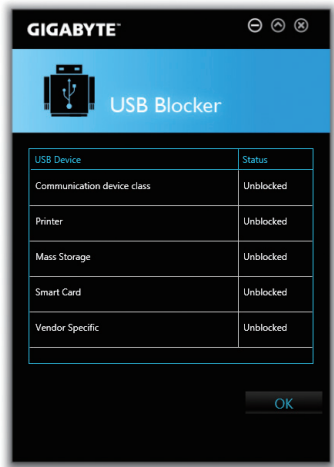 GIGABYTE™
USB Blocker
USB Device Status
Communication device class Unblocked
Printer Unblocked
Mass Storage Unblocked
Smart Card Unblocked
Vendor Specific Unblocked
OK